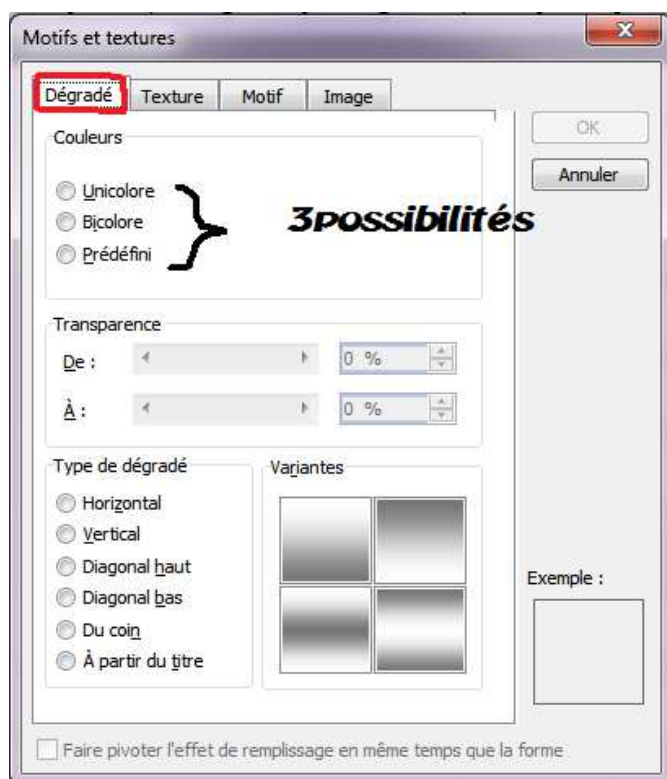 Motifs et textures
Dégradé Texture Motif Image
Couleurs
OK
Annuler
Unicolore
Bicolore
Prédéfini
3possibilités
Transparence
De : 0 %
À : 0 %
Type de dégradé
Variantes
Horizontal
Vertical
Diagonal haut
Diagonal bas
Du coin
À partir du titre
Exemple :
Faire pivoter l'effet de remplissage en même temps que la forme